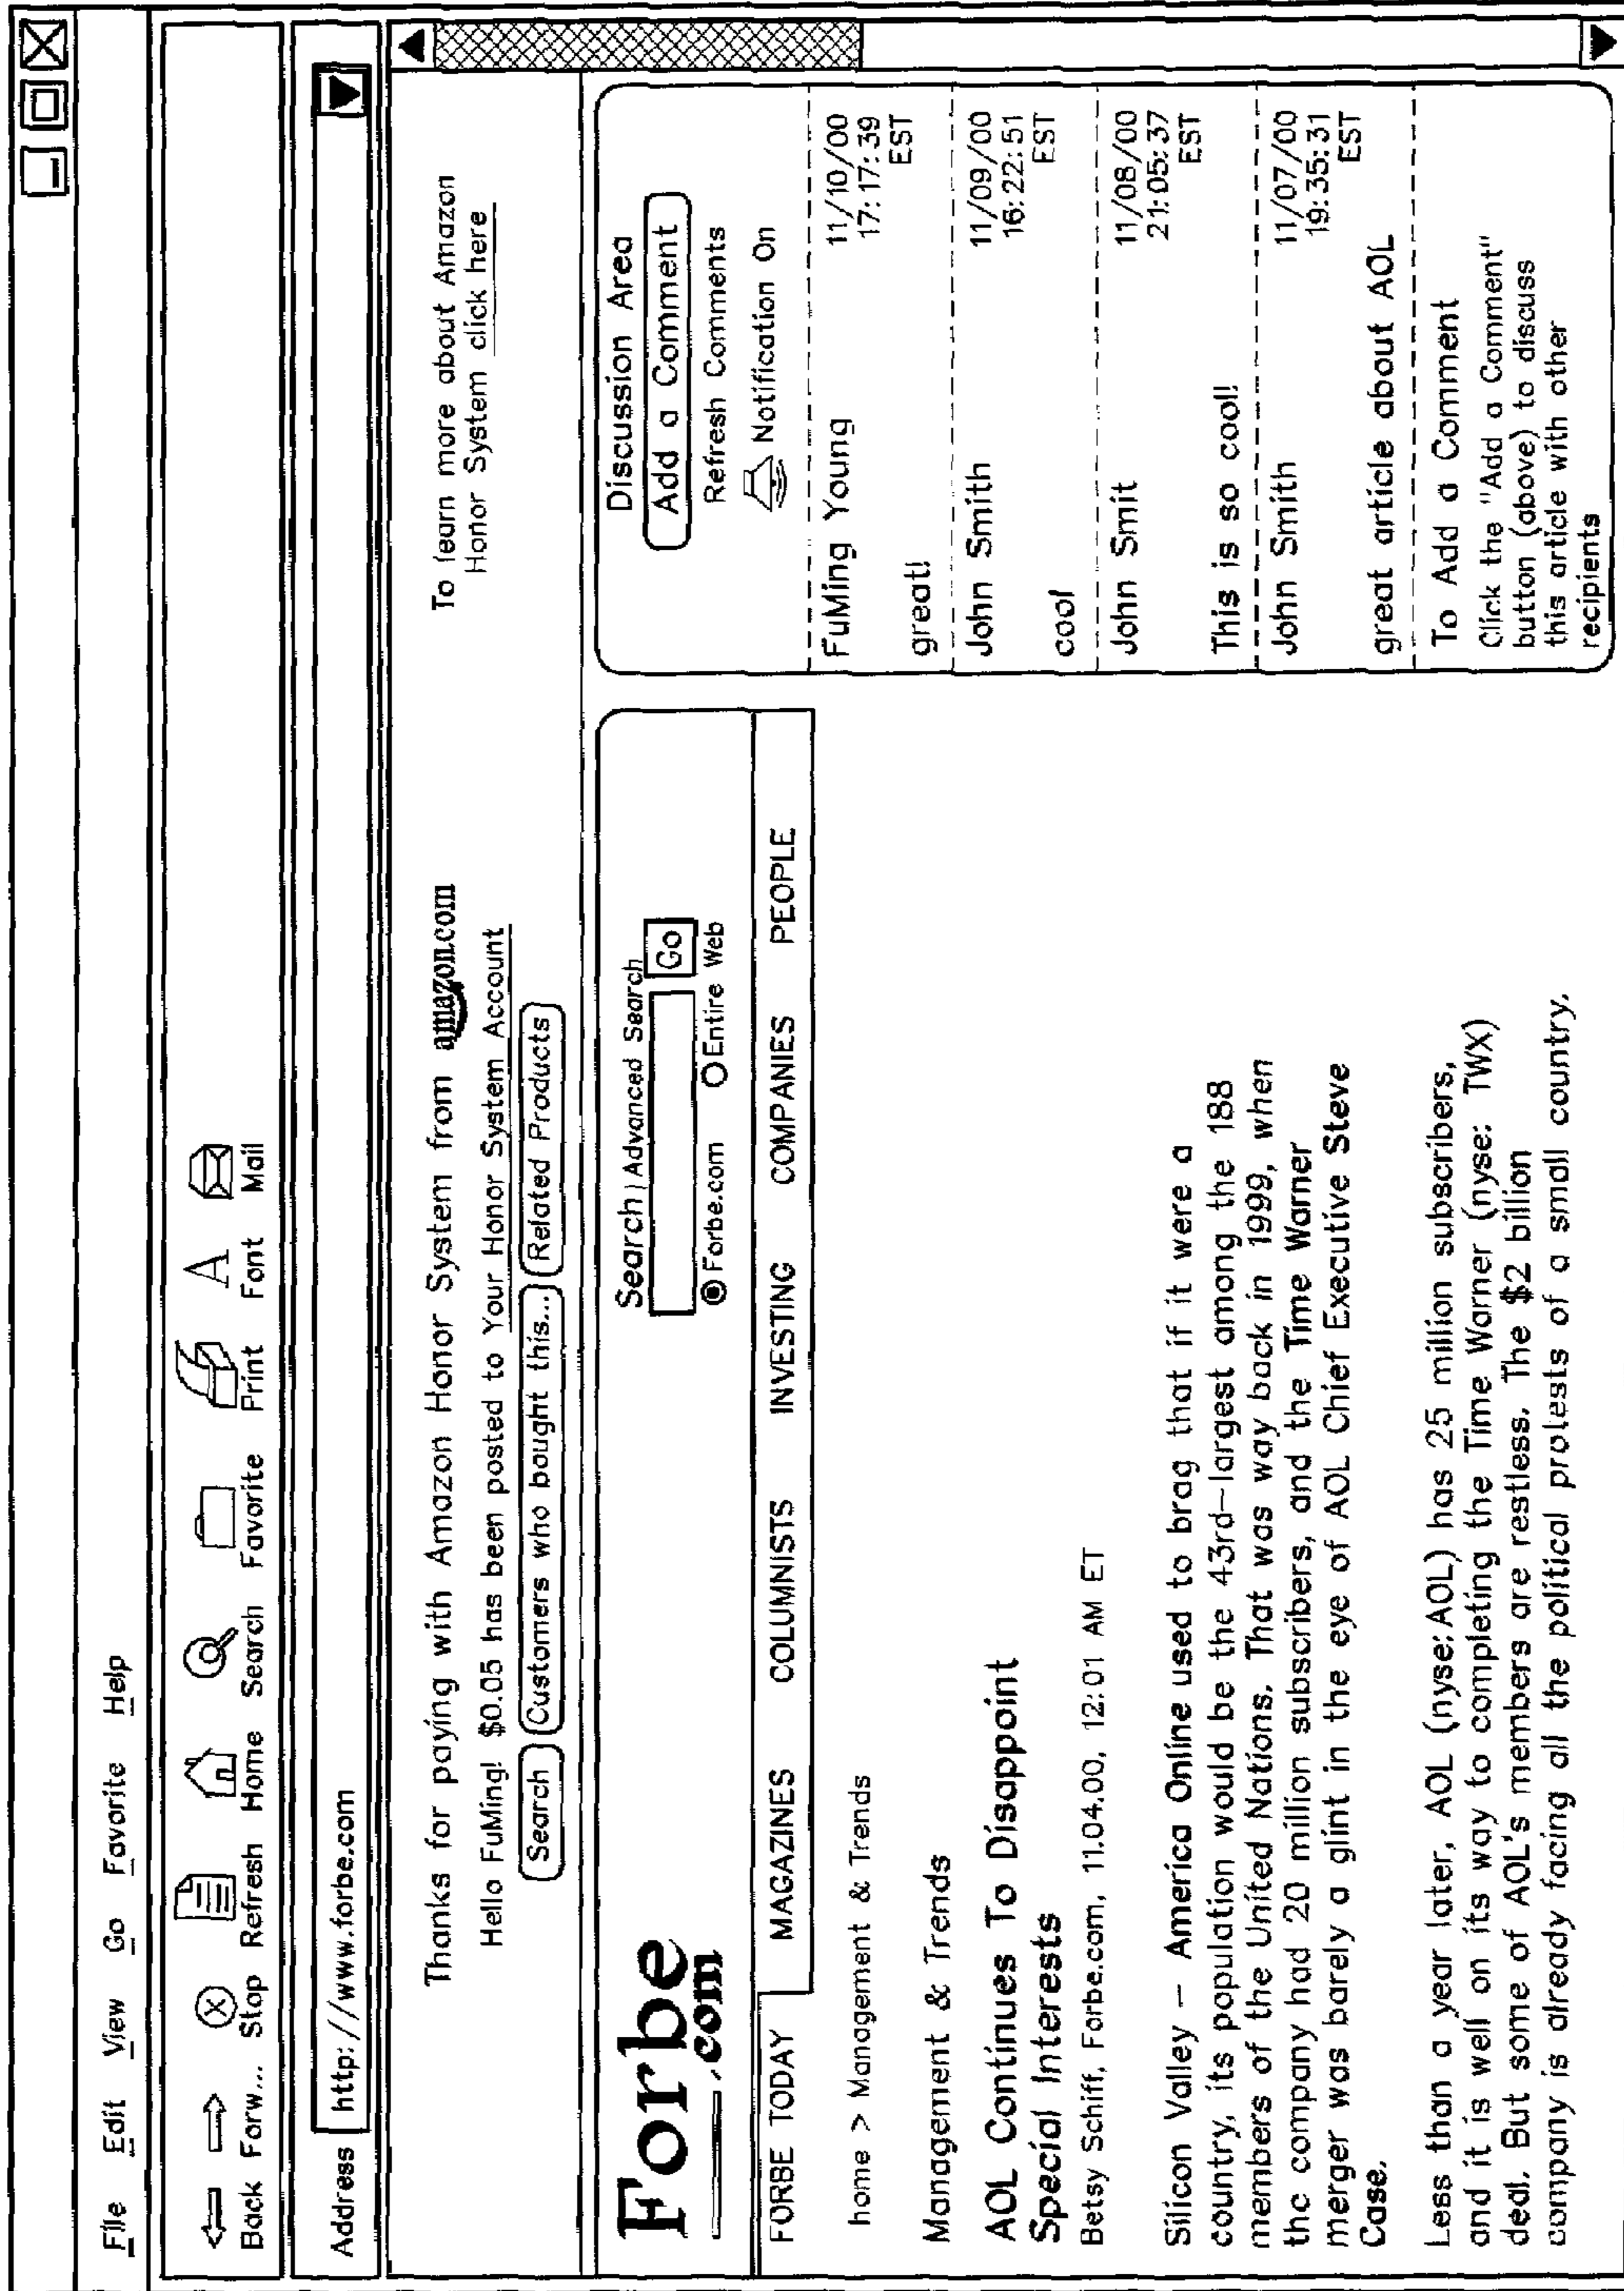 File Edit View Go Favorite Help
Back Forw... Stop Refresh Home Search Favorite Print Font Mail
Address http://www.forbe.com
Thanks for paying with Amazon Honor System from amazon.com
Hello FuMing! $0.05 has been posted to Your Honor System Account
Search Customers who bought this... Related Products
To learn more about Amazon
Honor System click here
Forbe
.com
Search | Advanced Search
Go
Forbe.com Entire Web
FORBE TODAY MAGAZINES COLUMNISTS INVESTING COMPANIES PEOPLE
home > Management & Trends
Management & Trends
AOL Continues To Disappoint
Special Interests
Betsy Schiff, Forbe.com, 11.04.00, 12:01 AM ET
Silicon Valley – America Online used to brag that if it were a
country, its population would be the 43rd–largest among the 188
members of the United Nations. That was way back in 1999, when
the company had 20 million subscribers, and the Time Warner
merger was barely a glint in the eye of AOL Chief Executive Steve
Case.
Less than a year later, AOL (nyse:AOL) has 25 million subscribers,
and it is well on its way to completing the Time Warner (nyse: TWX)
deal. But some of AOL's members are restless. The $2 billion
company is already facing all the political protests of a small country.
Discussion Area
Add a Comment
Refresh Comments
Notification On
FuMing Young 11/10/00
17:17:39
EST
great!
John Smith 11/09/00
16:22:51
EST
cool
John Smit 11/08/00
21:05:37
EST
This is so cool!
John Smith 11/07/00
19:35:31
EST
great article about AOL
To Add a Comment
Click the "Add a Comment"
button (above) to discuss
this article with other
recipients